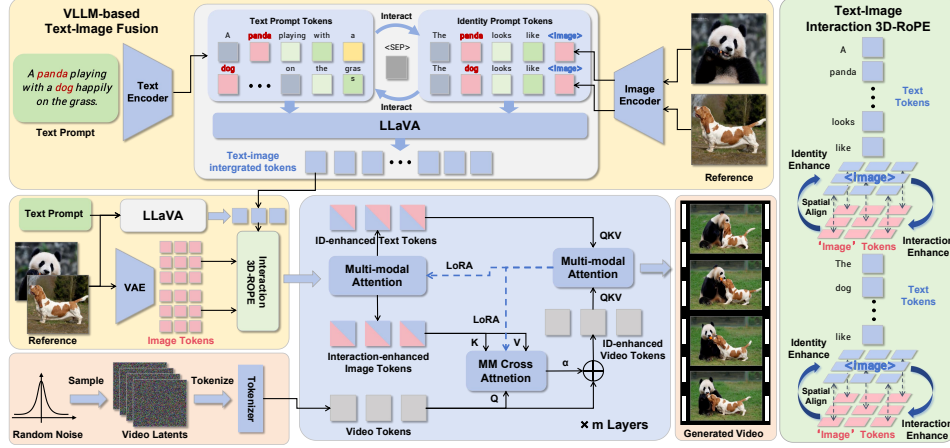 VLLM-based
Text-Image Fusion
A panda playing
with a dog happily
on the grass.
Text Prompt
Text
Encoder
Text Prompt Tokens
A panda playing with a
dog on the gras
s
Interact
<SEP>
Interact
Identity Prompt Tokens
The panda looks like <Image>
The dog looks like <Image>
LLaVA
Text-image
intergrated tokens
Image
Encoder
Reference
Text Prompt
LLaVA
VAE
Reference
Image Tokens
Interaction
3D-ROPE
Random Noise
Sample
Video Latents
Tokenize
Tokenizer
ID-enhanced Text Tokens
Multi-modal
Attention
LoRA
QKV
Multi-modal
Attention
QKV
Interaction-enhanced
Image Tokens
LoRA
K
V
MM Cross
Attnetion
α
Q
ID-enhanced
Video Tokens
Video Tokens
× m Layers
Generated Video
Text-Image
Interaction 3D-RoPE
A
panda
Text
Tokens
looks
like
Identity
Enhance
<Image>
Spatial
Align
Interaction
Enhance
'Image' Tokens
The
dog
Text
Tokens
like
Identity
Enhance
<Image>
Spatial
Align
Interaction
Enhance
'Image' Tokens